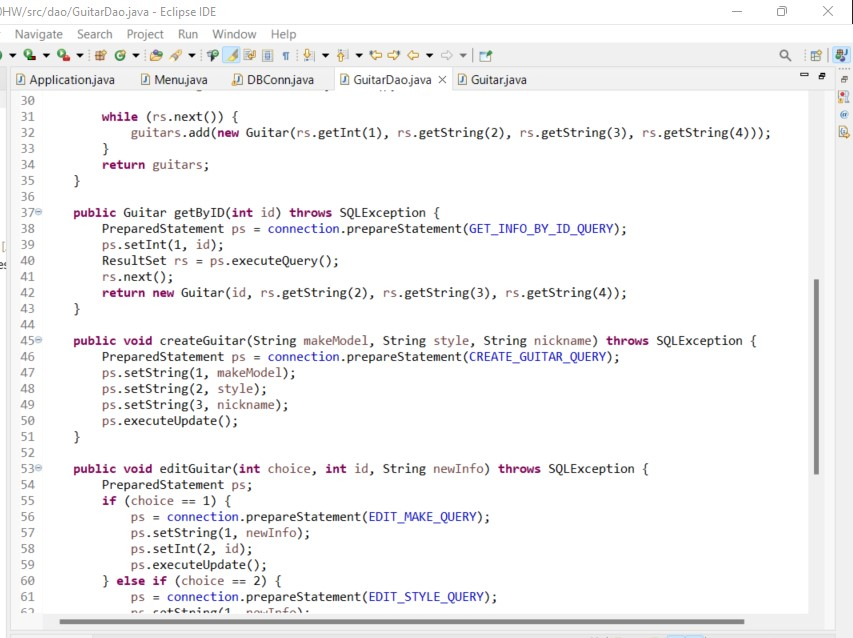 OHW/src/dao/GuitarDao.java - Eclipse IDE
Navigate Search Project Run Window Help
Application.java Menu.java DBConn.java GuitarDao.java Guitar.java
30
31 while (rs.next()) {
32 guitars.add(new Guitar(rs.getInt(1), rs.getString(2), rs.getString(3), rs.getString(4)));
33 }
34 return guitars;
35 }
36
37 public Guitar getByID(int id) throws SQLException {
38 PreparedStatement ps = connection.prepareStatement(GET_INFO_BY_ID_QUERY);
39 ps.setInt(1, id);
40 ResultSet rs = ps.executeQuery();
41 rs.next();
42 return new Guitar(id, rs.getString(2), rs.getString(3), rs.getString(4));
43 }
44
45 public void createGuitar(String makeModel, String style, String nickname) throws SQLException {
46 PreparedStatement ps = connection.prepareStatement(CREATE_GUITAR_QUERY);
47 ps.setString(1, makeModel);
48 ps.setString(2, style);
49 ps.setString(3, nickname);
50 ps.executeUpdate();
51 }
52
53 public void editGuitar(int choice, int id, String newInfo) throws SQLException {
54 PreparedStatement ps;
55 if (choice == 1) {
56 ps = connection.prepareStatement(EDIT_MAKE_QUERY);
57 ps.setString(1, newInfo);
58 ps.setInt(2, id);
59 ps.executeUpdate();
60 } else if (choice == 2) {
61 ps = connection.prepareStatement(EDIT_STYLE_QUERY);
62 ps.setString(1, newInfo);